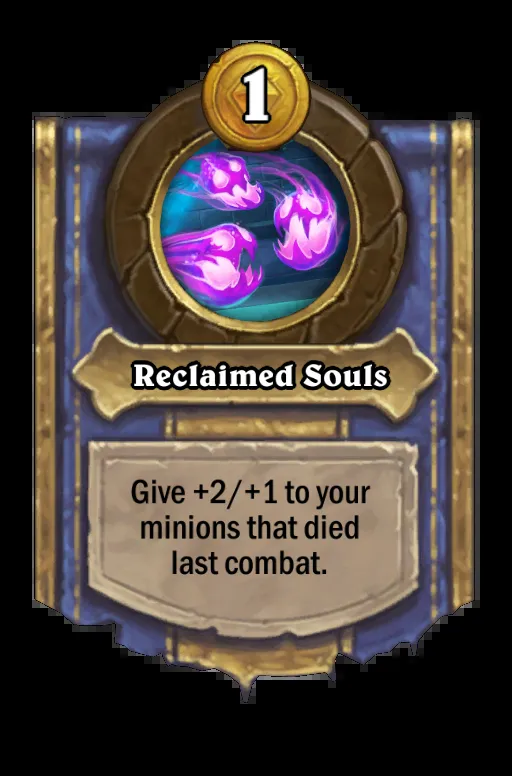 1
Reclaimed Souls
Give +2/+1 to your
minions that died
last combat.